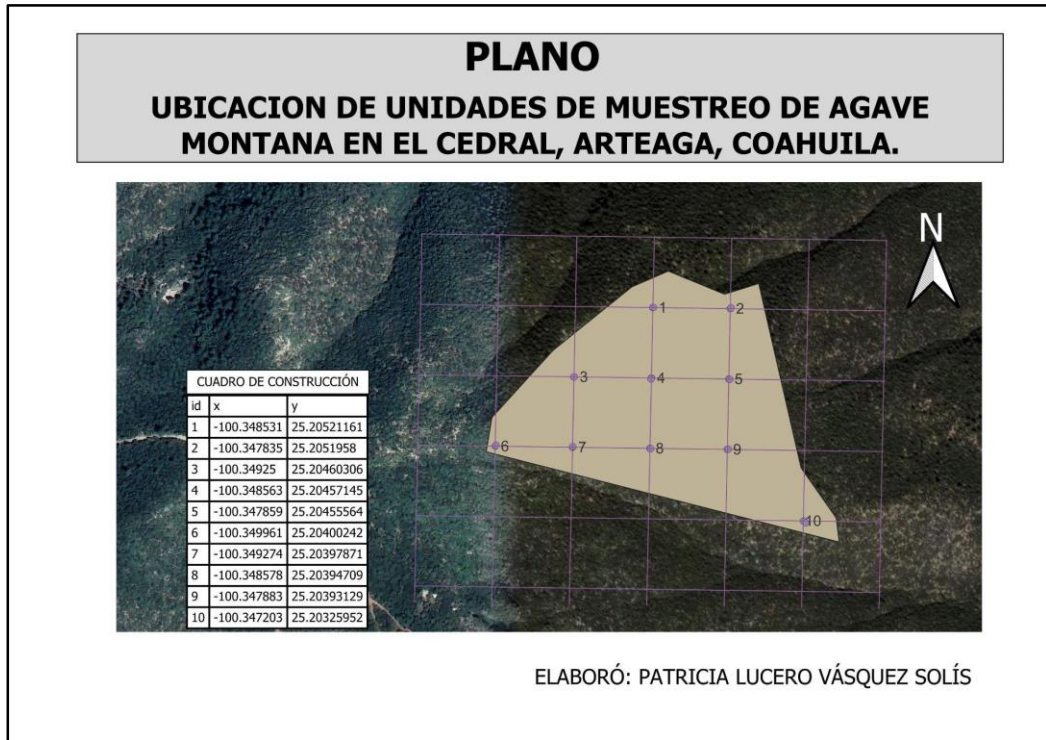 PLANO
UBICACION DE UNIDADES DE MUESTREO DE AGAVE
MONTANA EN EL CEDRAL, ARTEAGA, COAHUILA.
N
1
2
3
4
5
6
7
8
9
10
CUADRO DE CONSTRUCCIÓN
id x y
1 -100.348531 25.20521161
2 -100.347835 25.2051958
3 -100.34925 25.20460306
4 -100.348563 25.20457145
5 -100.347859 25.20455564
6 -100.349961 25.20400242
7 -100.349274 25.20397871
8 -100.348578 25.20394709
9 -100.347883 25.20393129
10 -100.347203 25.20325952
ELABORÓ: PATRICIA LUCERO VÁSQUEZ SOLÍS